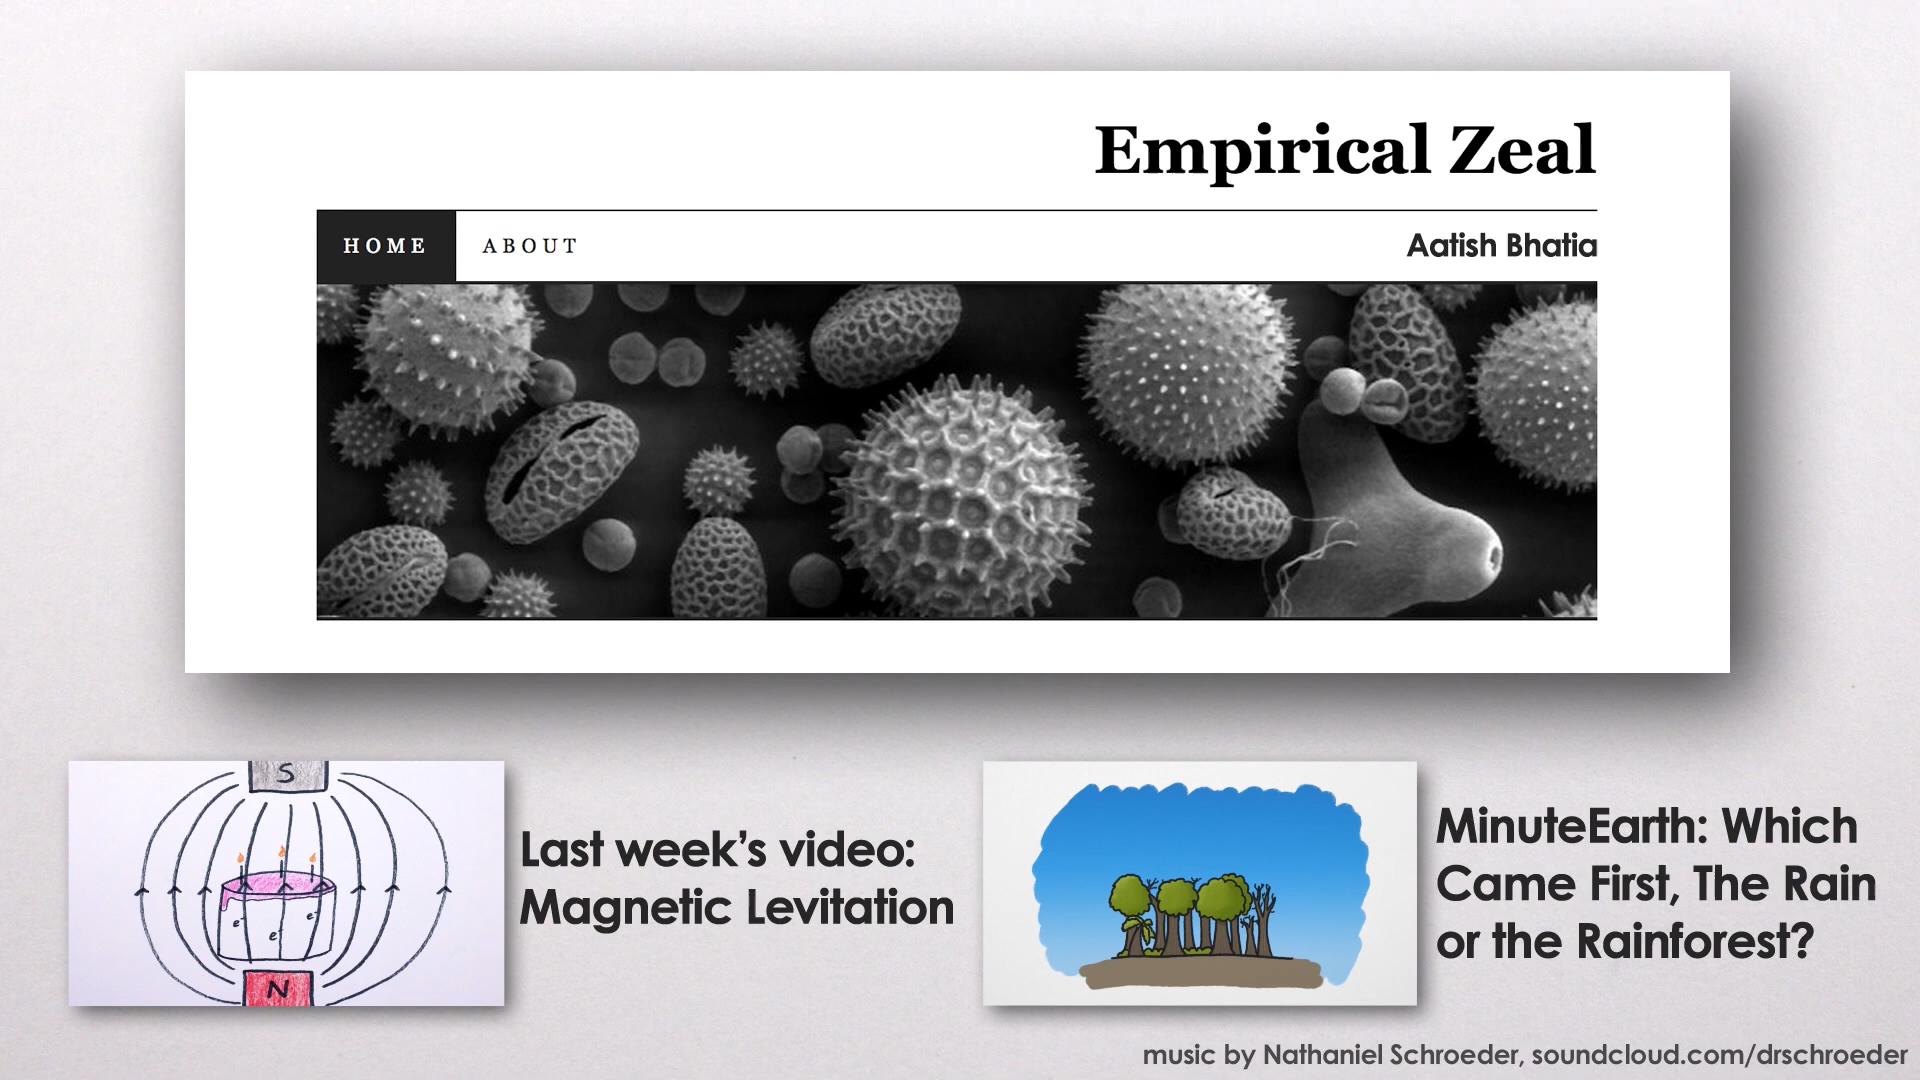 Empirical Zeal
HOME ABOUT Aatish Bhatia
S
e⁻
e⁻
e⁻
N
Last week's video:
Magnetic Levitation
MinuteEarth: Which
Came First, The Rain
or the Rainforest?
music by Nathaniel Schroeder, soundcloud.com/drschroeder